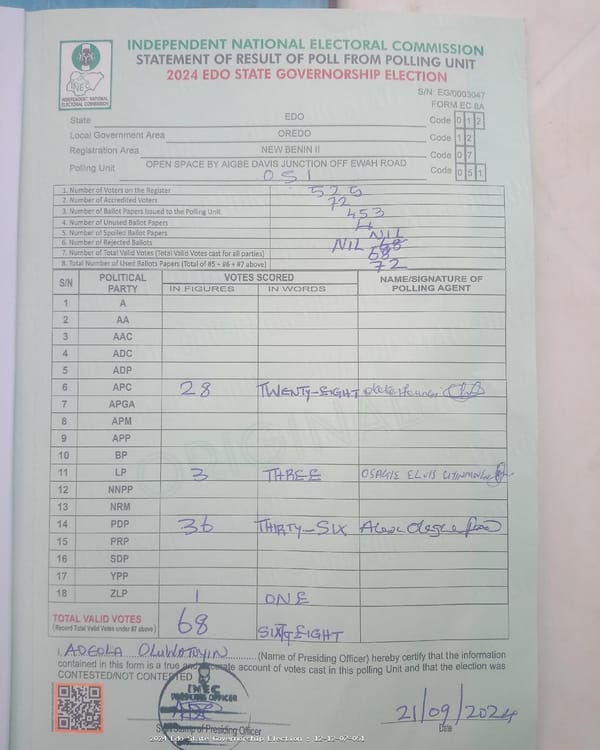 INDEPENDENT NATIONAL ELECTORAL COMMISSION
STATEMENT OF RESULT OF POLL FROM POLLING UNIT
2024 EDO STATE GOVERNORSHIP ELECTION
INEC
INDEPENDENT NATIONAL
ELECTORAL COMMISSION
S/N: EG/0003047
FORM EC 8A
State EDO Code 0 1 2
Local Government Area OREDO Code 1 2
Registration Area NEW BENIN II Code 0 7
Polling Unit OPEN SPACE BY AIGBE DAVIS JUNCTION OFF EWAH ROAD Code 0 5 1
051
1. Number of Voters on the Register 525
2. Number of Accredited Voters 72
3. Number of Ballot Papers Issued to the Polling Unit 453
4. Number of Unused Ballot Papers 4
5. Number of Spoiled Ballot Papers NIL
6. Number of Rejected Ballots NIL 68
7. Number of Total Valid Votes (Total Valid Votes cast for all parties) 68
8. Total Number of Used Ballots Papers (Total of #5 + #6 + #7 above) 72
S/N POLITICAL PARTY VOTES SCORED NAME/SIGNATURE OF POLLING AGENT
IN FIGURES IN WORDS
1 A
2 AA
3 AAC
4 ADC
5 ADP
6 APC 28 TWENTY-EIGHT
7 APGA
8 APM
9 APP
10 BP
11 LP 3 THREE OSAGIE ELVIS
12 NNPP
13 NRM
14 PDP 36 THIRTY-SIX
15 PRP
16 SDP
17 YPP
18 ZLP 1 ONE
TOTAL VALID VOTES 68 SIXTYEIGHT
(Record Total Valid Votes under #7 above)
I, ADEOLA OLUWATOYIN (Name of Presiding Officer) hereby certify that the information
contained in this form is a true and accurate account of votes cast in this polling Unit and that the election was
CONTESTED/NOT CONTESTED
INEC
PRESIDING OFFICER
Sign/Stamp of Presiding Officer
21/09/2024
Date
2024 Edo State Governorship Election : 12-12-07-051
ORIGINAL